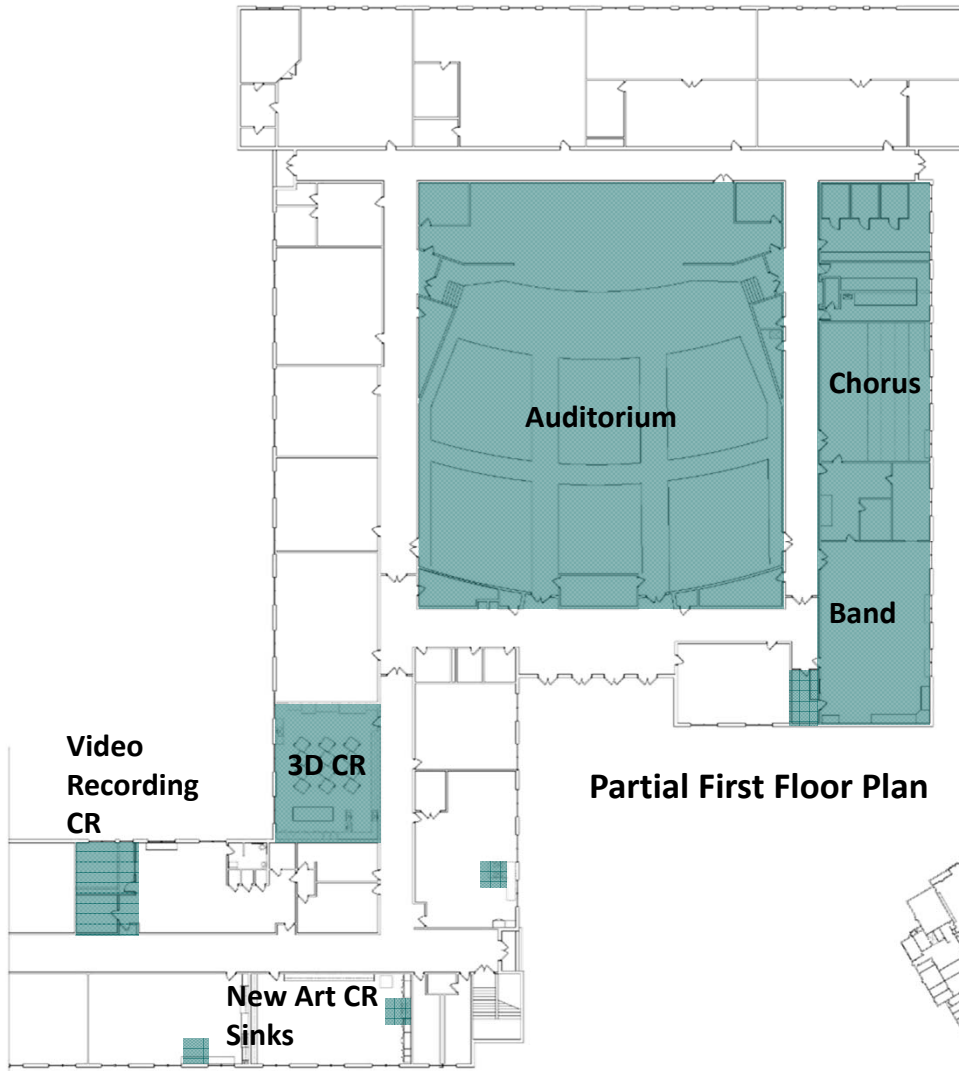 Auditorium
Chorus
Band
Video
Recording
CR
3D CR
Partial First Floor Plan
New Art CR
Sinks